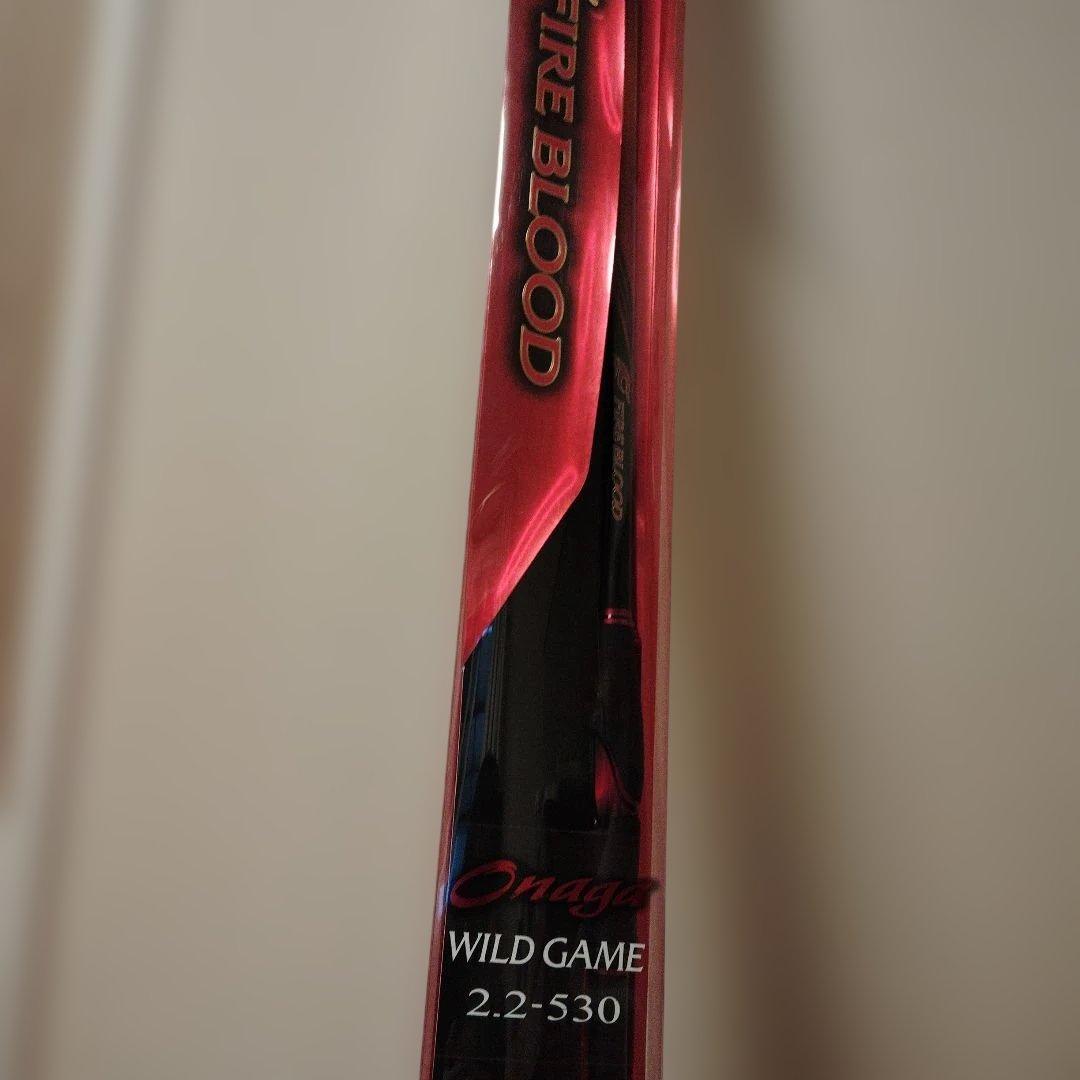 FIRE BLOOD
FIRE BLOOD
Onaga
WILD GAME
2.2-530